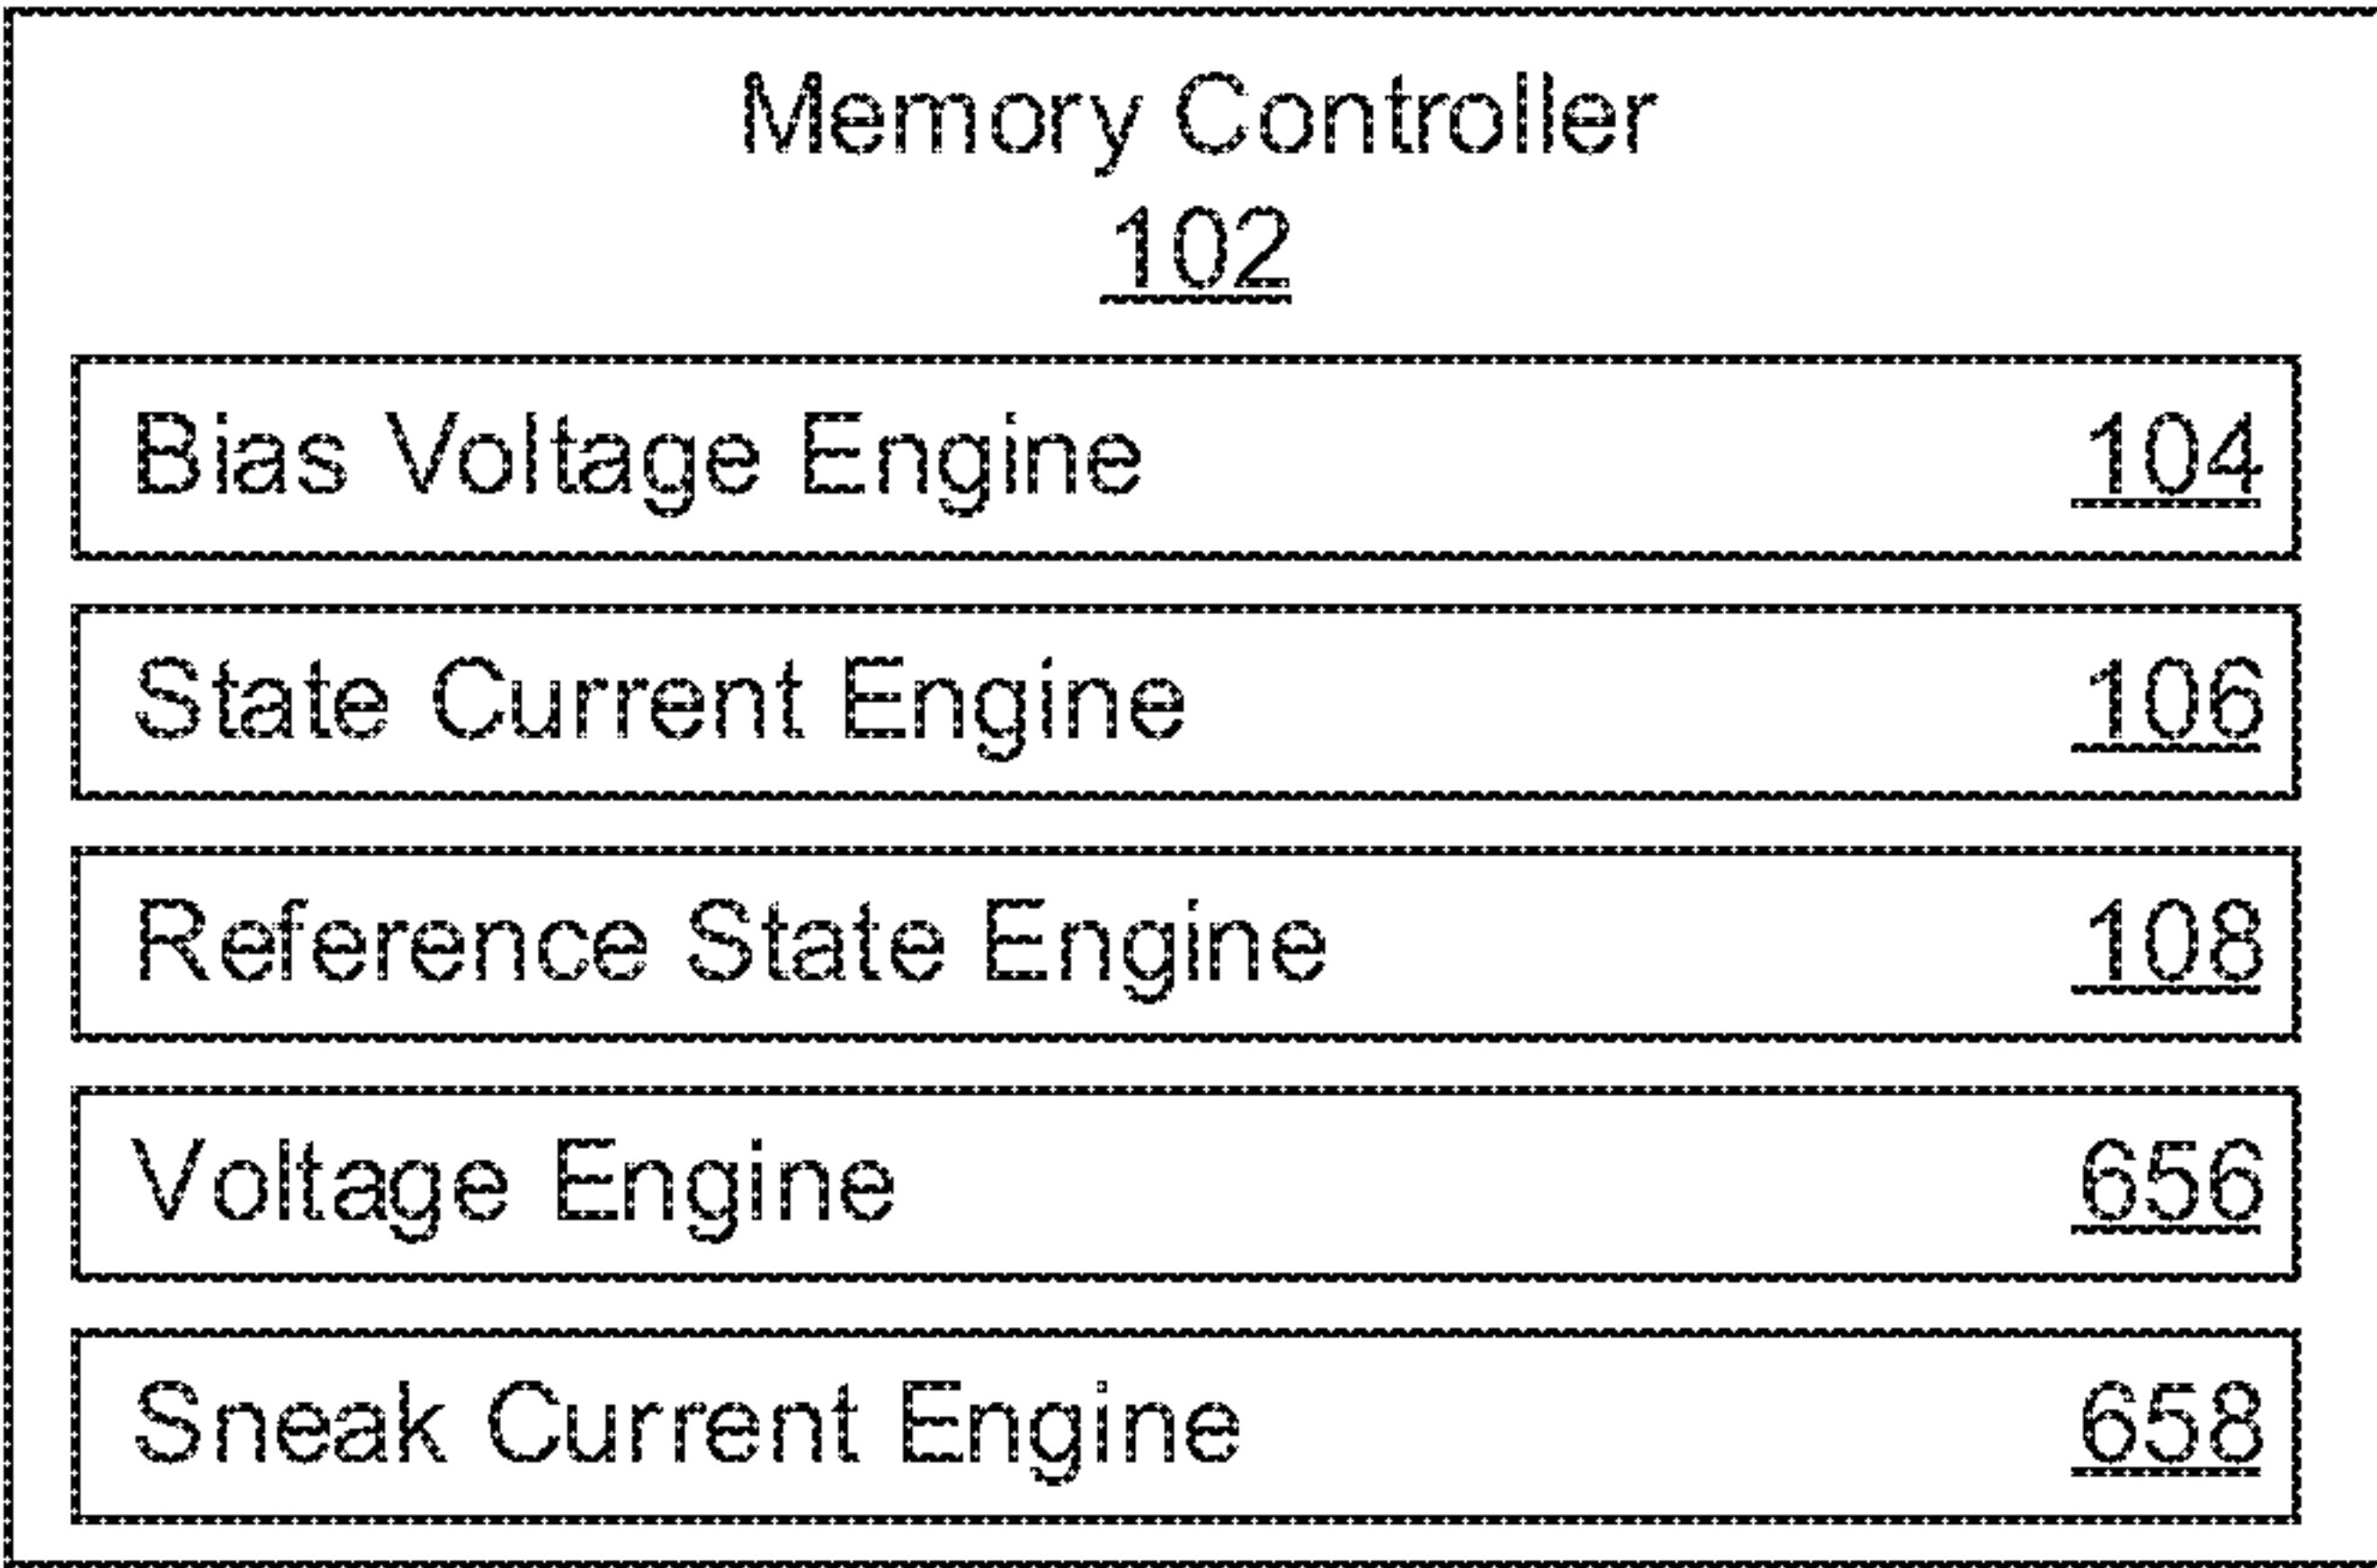 Memory Controller
102
Bias Voltage Engine 104
State Current Engine 106
Reference State Engine 108
Voltage Engine 656
Sneak Current Engine 658